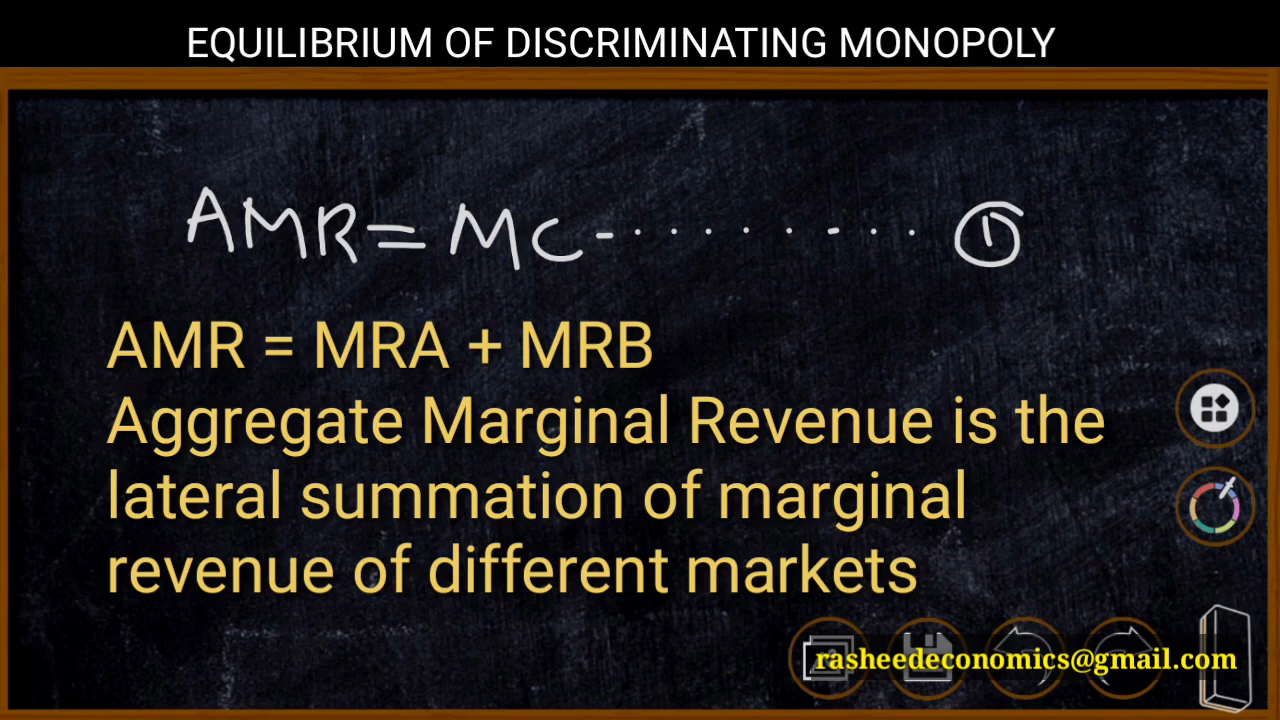 EQUILIBRIUM OF DISCRIMINATING MONOPOLY
AMR = MC - . . . . . . - . . ①
AMR = MRA + MRB
Aggregate Marginal Revenue is the
lateral summation of marginal
revenue of different markets
rasheedeconomics@gmail.com